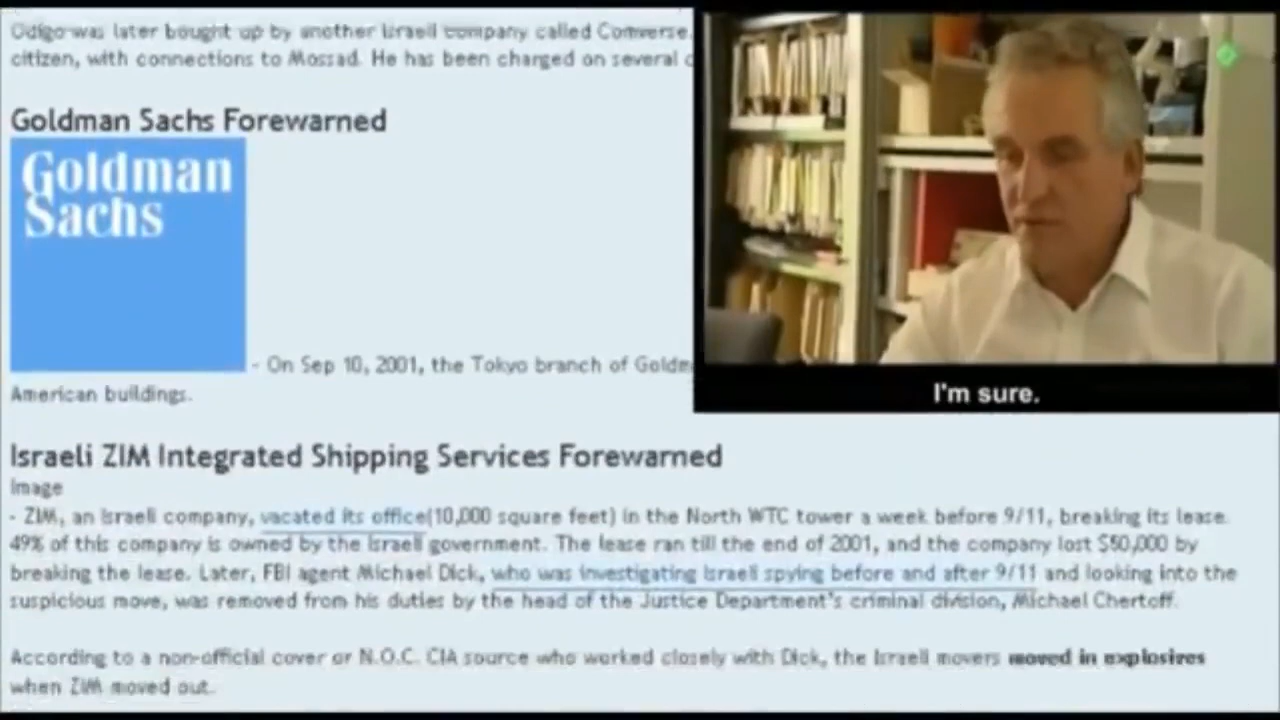 Odigo was later bought up by another Israeli company called Comverse.
citizen, with connections to Mossad. He has been charged on several
Goldman Sachs Forewarned
Goldman
Sachs
- On Sep 10, 2001, the Tokyo branch of Goldm
American buildings.
I'm sure.
Israeli ZIM Integrated Shipping Services Forewarned
Image
- ZIM, an Israeli company, vacated its office(10,000 square feet) in the North WTC tower a week before 9/11, breaking its lease.
49% of this company is owned by the Israeli government. The lease ran till the end of 2001, and the company lost $50,000 by
breaking the lease. Later, FBI agent Michael Dick, who was investigating Israeli spying before and after 9/11 and looking into the
suspicious move, was removed from his duties by the head of the Justice Department's criminal division, Michael Chertoff.
According to a non-official cover or N.O.C. CIA source who worked closely with Dick, the Israeli movers moved in explosives
when ZIM moved out.